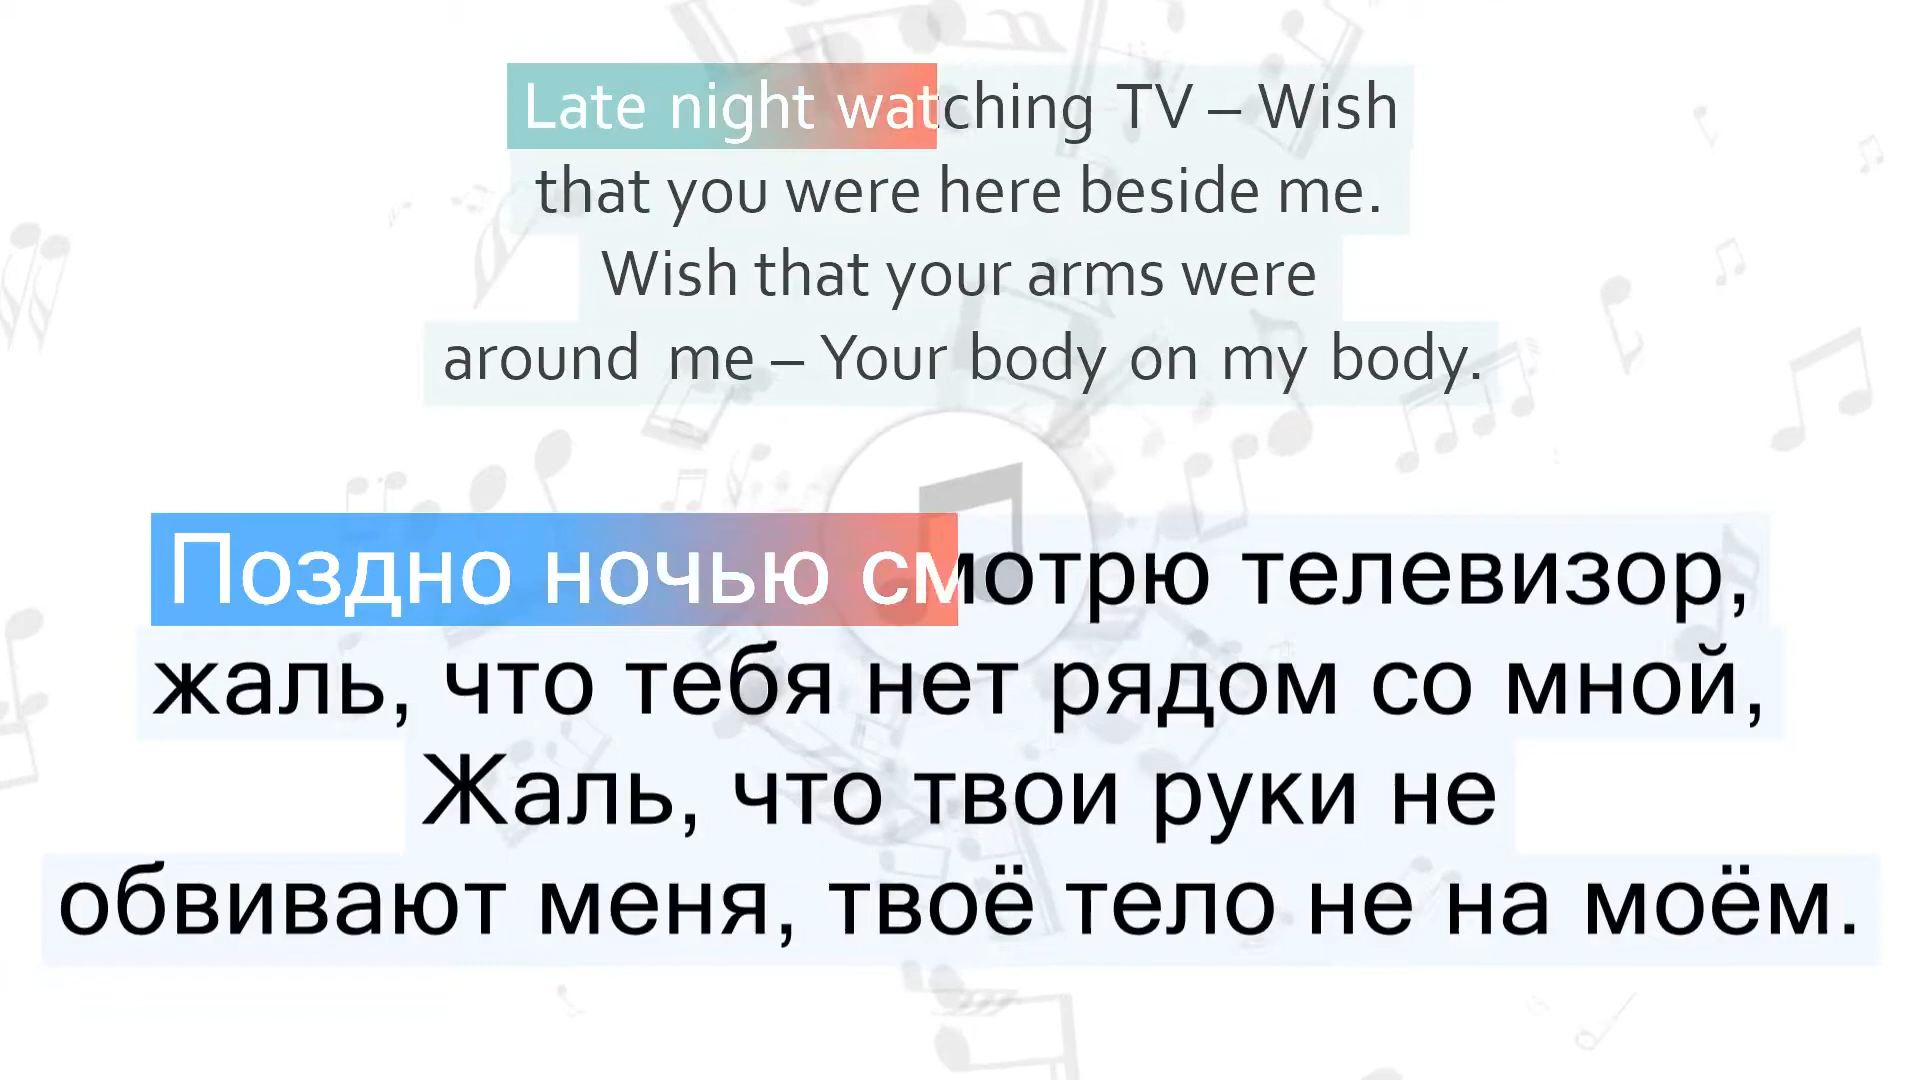 Late night watching TV – Wish
that you were here beside me.
Wish that your arms were
around me – Your body on my body.
Поздно ночью смотрю телевизор,
жаль, что тебя нет рядом со мной,
Жаль, что твои руки не
обвивают меня, твоё тело не на моём.